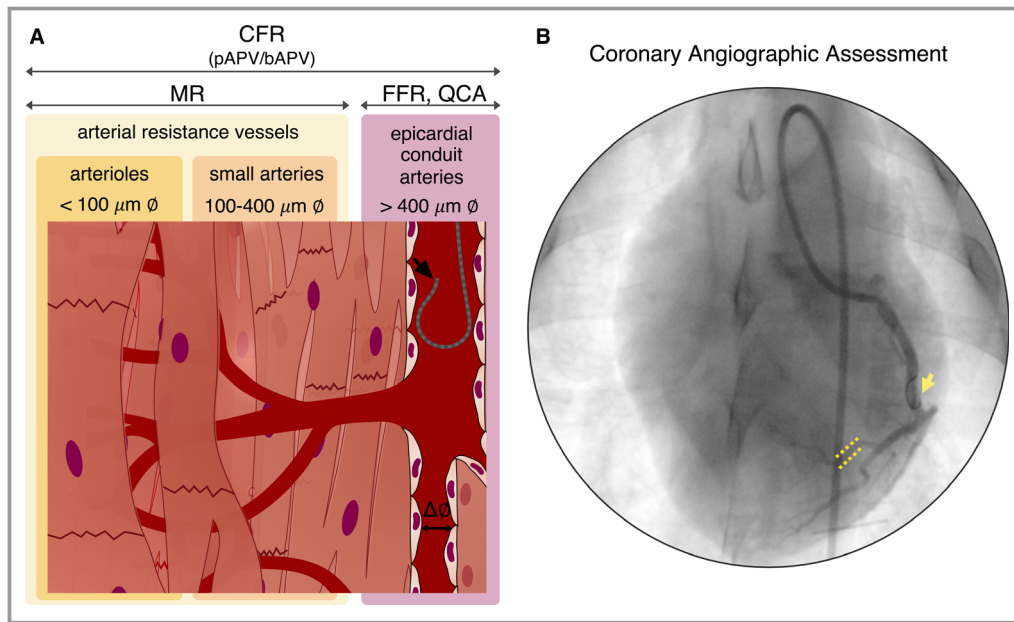 A
CFR
(pAPV/bAPV)
MR
FFR, QCA
arterial resistance vessels
epicardial
conduit
arteries
arterioles
small arteries
< 100 μm Ø
100-400 μm Ø
> 400 μm Ø
ΔØ
B
Coronary Angiographic Assessment